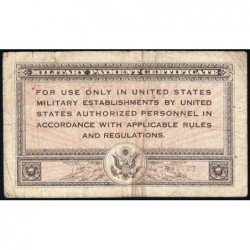 MILITARY PAYMENT CERTIFICATE
FOR USE ONLY IN UNITED STATES
MILITARY ESTABLISHMENTS BY UNITED
STATES AUTHORIZED PERSONNEL IN
ACCORDANCE WITH APPLICABLE RULES
AND REGULATIONS.